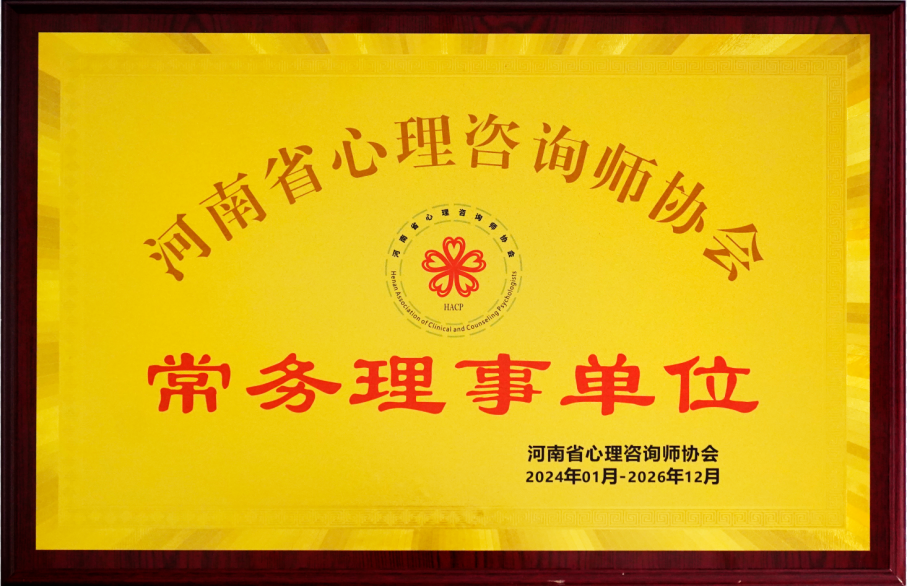 河南省心理咨询师协会
河南省心理咨询师协会
HACP
Henan Association of Clinical and Counseling Psychologists
常务理事单位
河南省心理咨询师协会
2024年01月-2026年12月